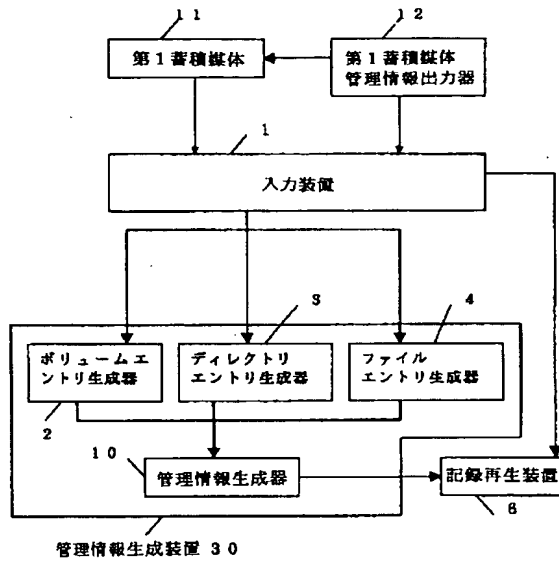 11
12
第1蓄積媒体
第1蓄積媒体
管理情報出力器
1
入力装置
3
4
ボリュームエ
ントリ生成器
ディレクトリ
エントリ生成器
ファイル
エントリ生成器
2
10
管理情報生成器
記録再生装置
6
管理情報生成装置30